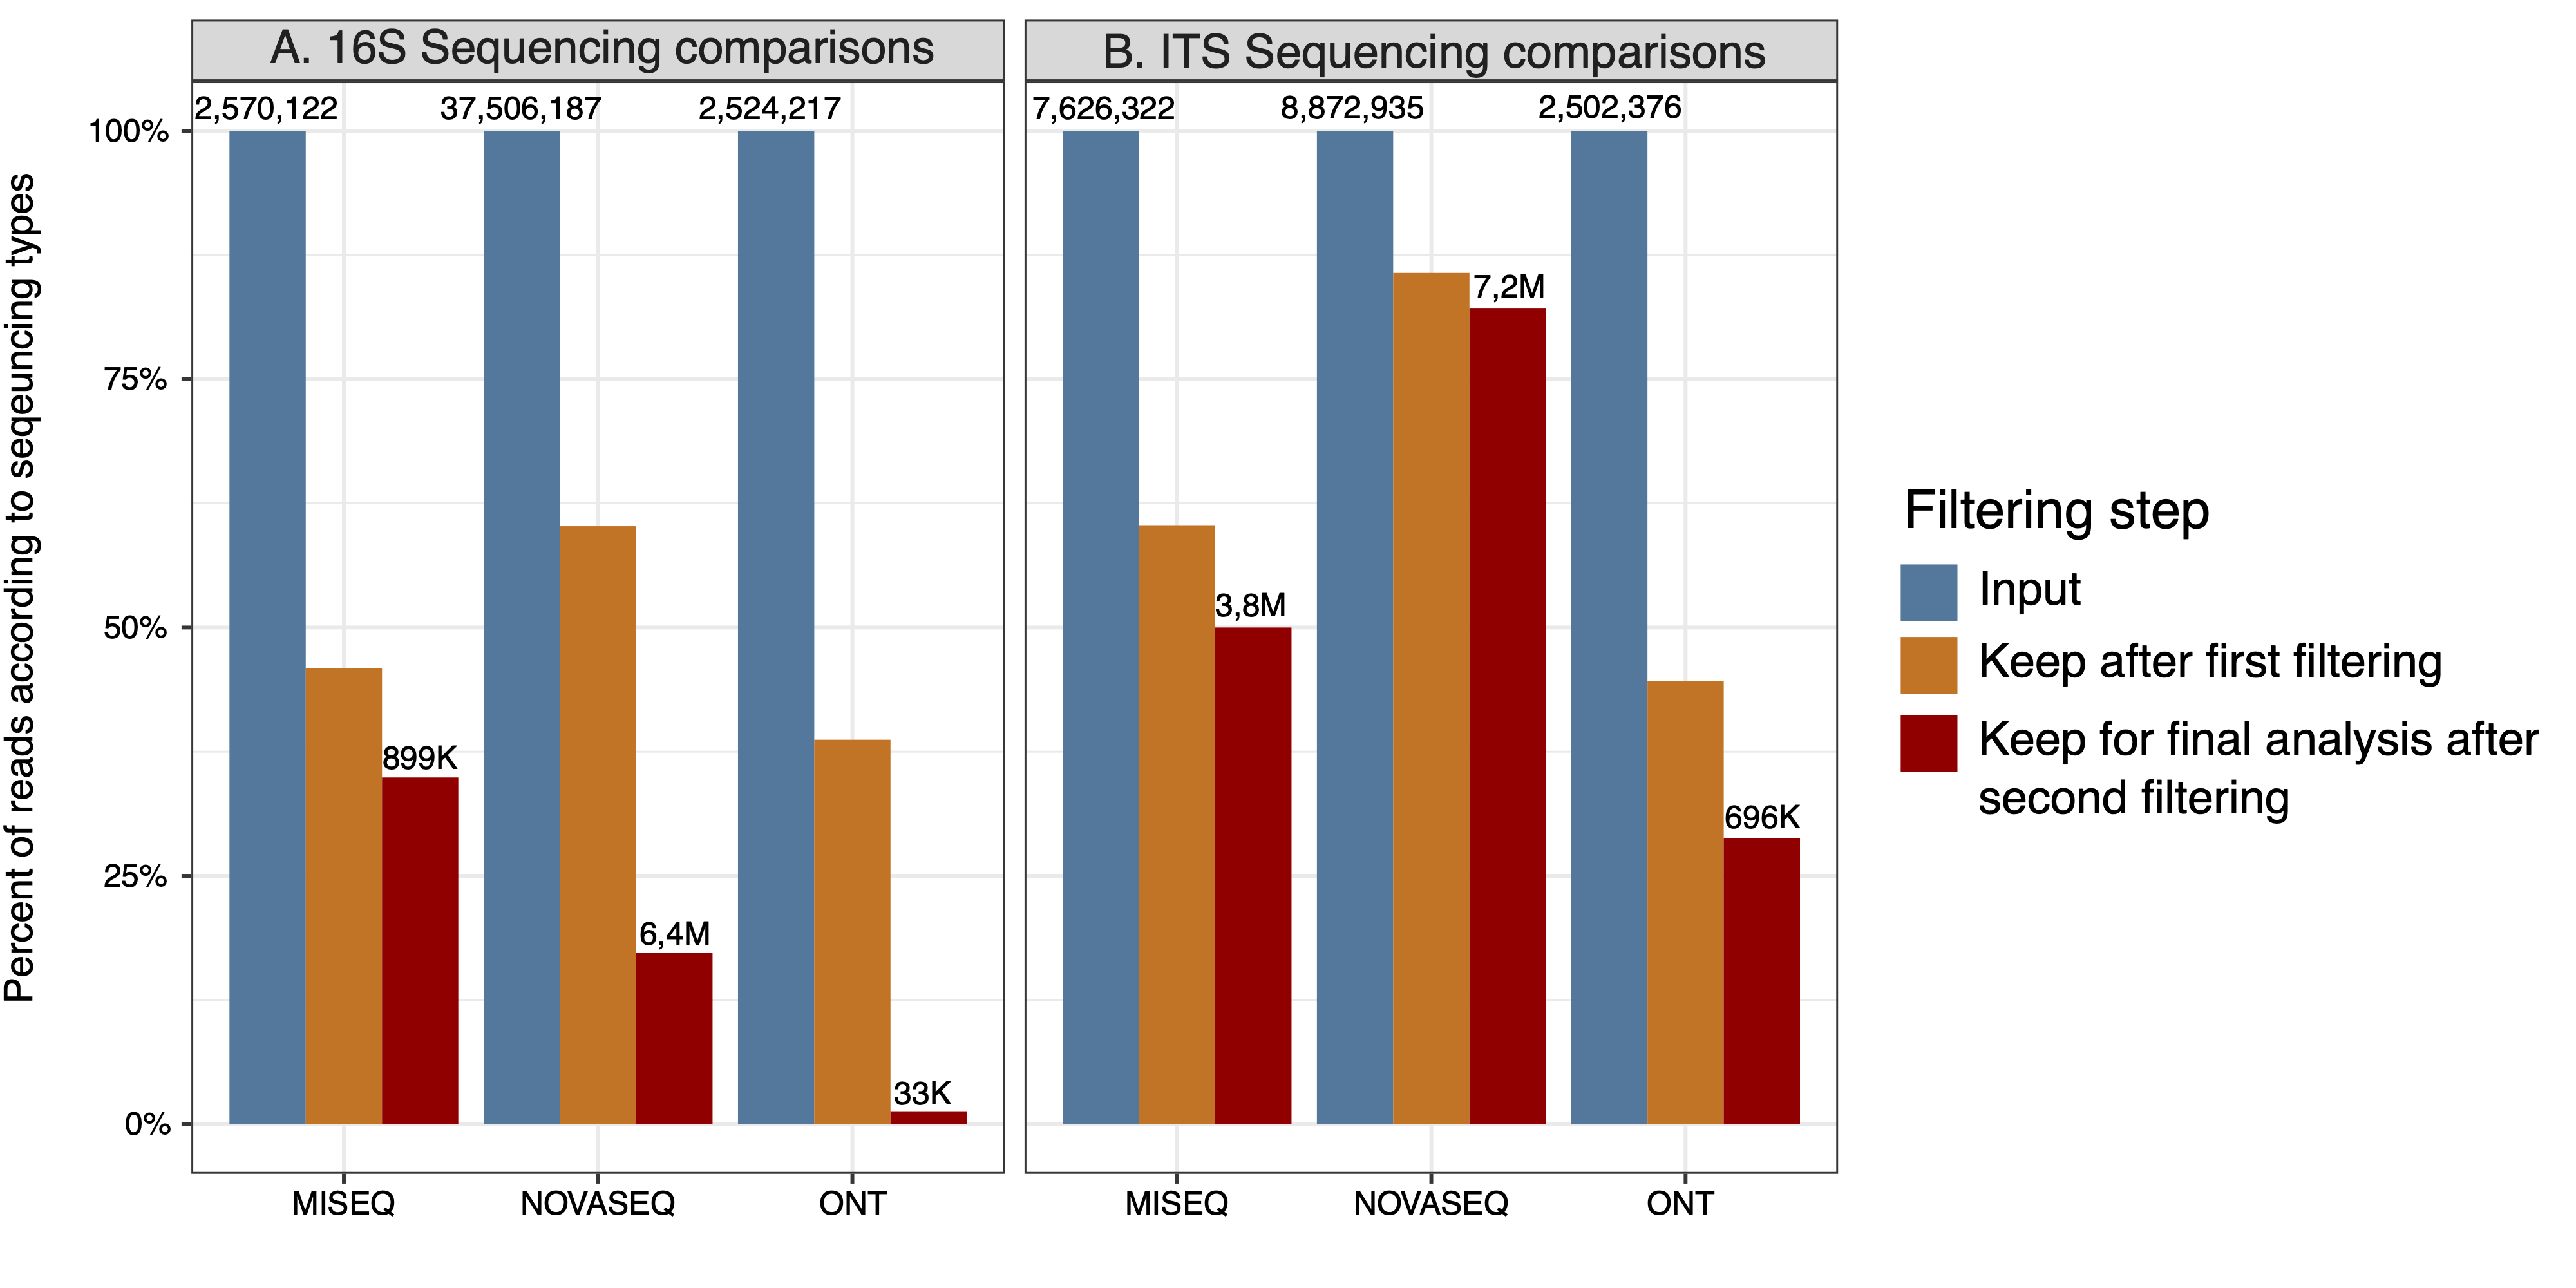 A. 16S Sequencing comparisons
B. ITS Sequencing comparisons
2,570,122
37,506,187
2,524,217
7,626,322
8,872,935
2,502,376
Percent of reads according to seqeuncing types
100%
75%
50%
25%
0%
899K
6,4M
33K
3,8M
7,2M
696K
MISEQ
NOVASEQ
ONT
MISEQ
NOVASEQ
ONT
Filtering step
Input
Keep after first filtering
Keep for final analysis after
second filtering